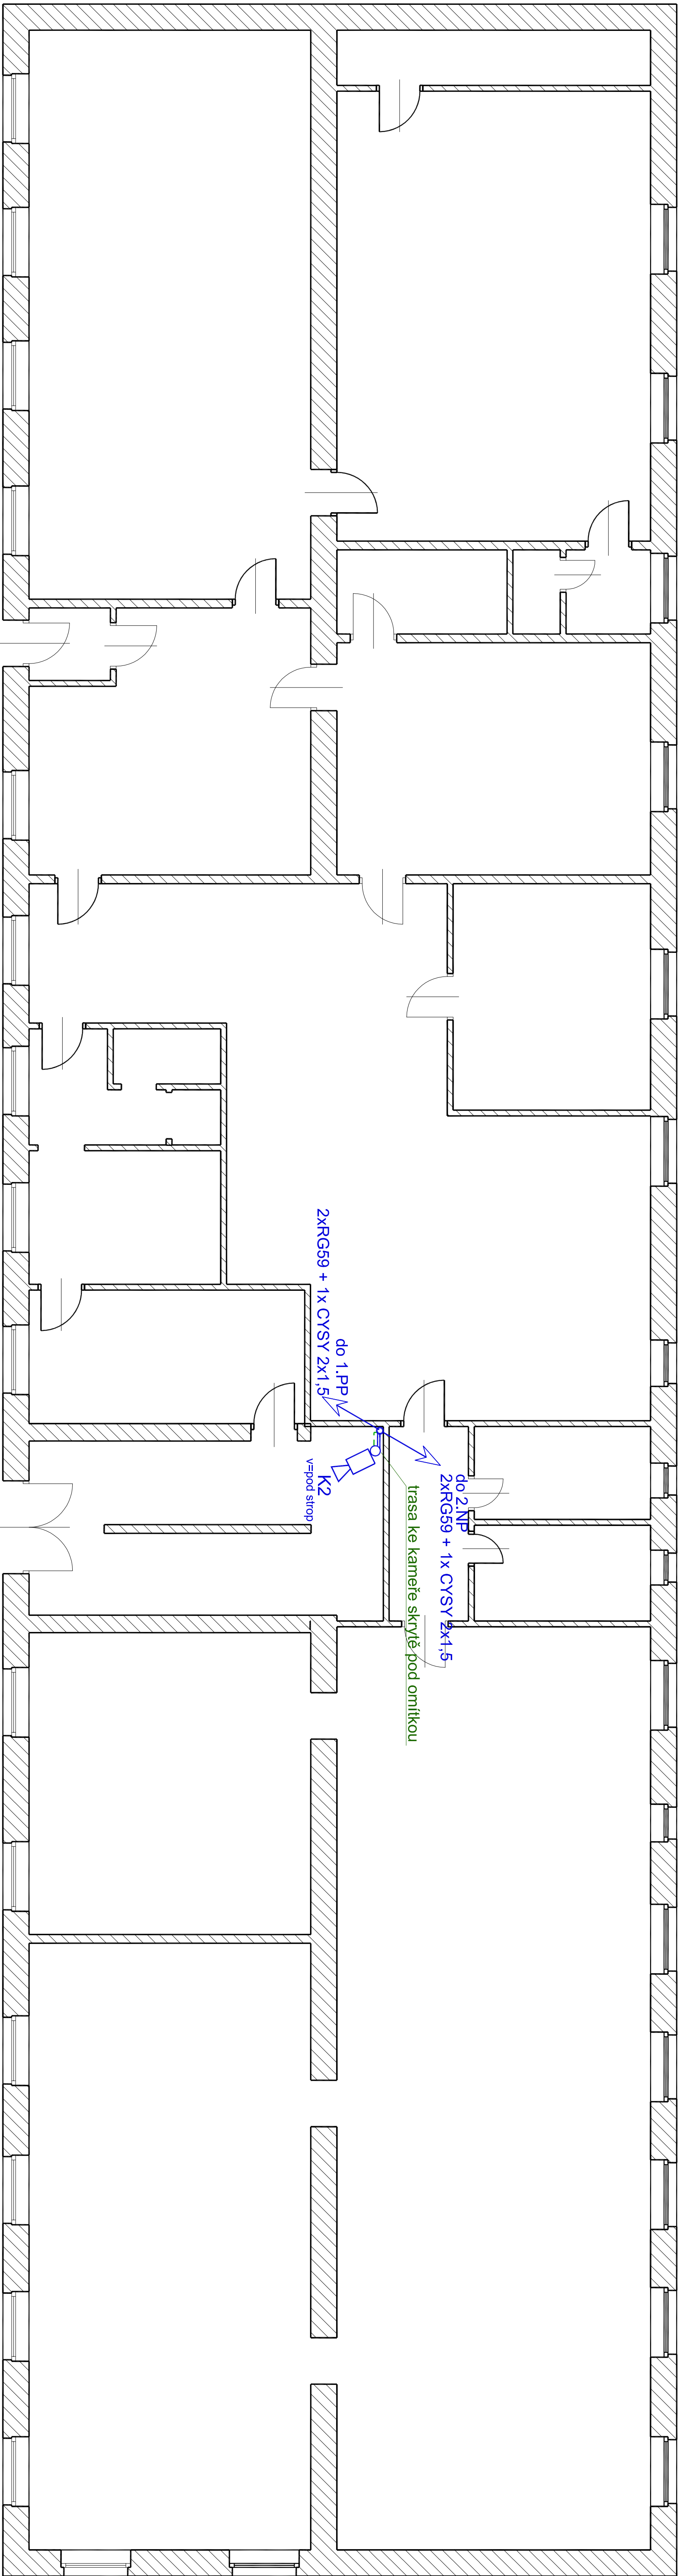 do 1.PP
2xRG59 + 1x CYSY 2x1,5
do 2.NP
2xRG59 + 1x CYSY 2x1,5
K2
v=pod strop
trasa ke kameře skrytě pod omítkou